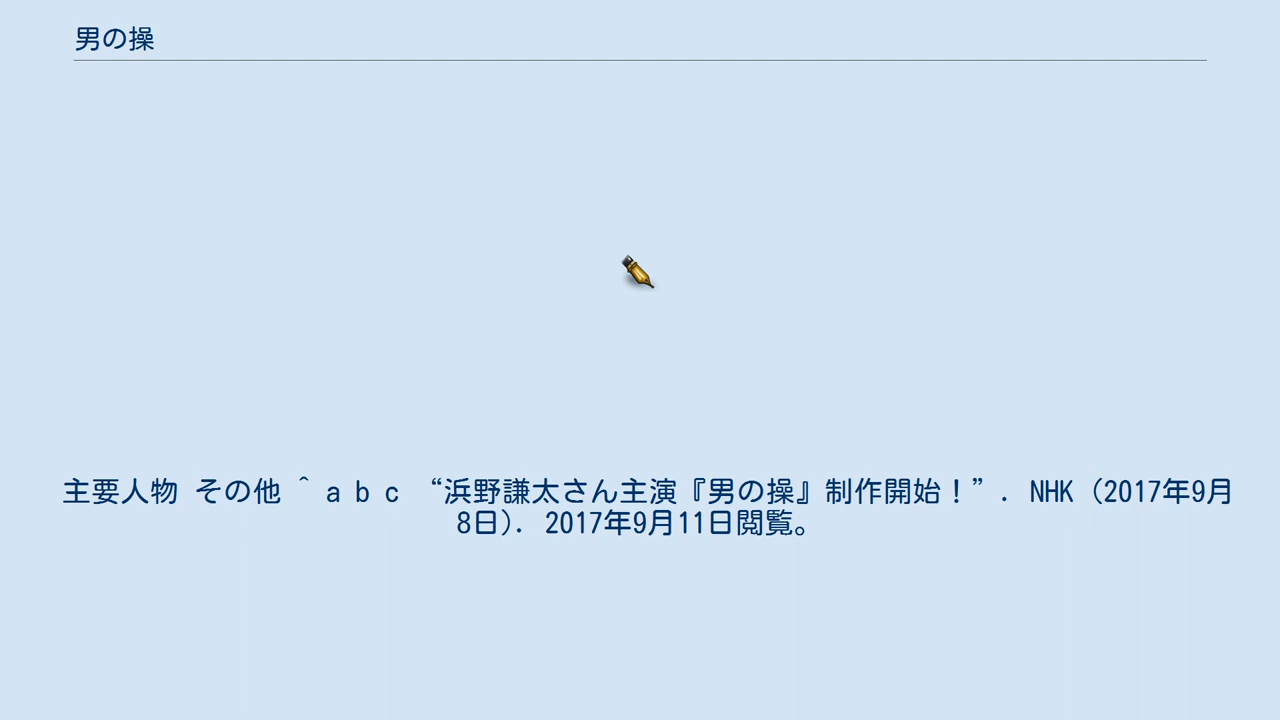 男の操
主要人物 その他 ^ a b c “浜野謙太さん主演『男の操』制作開始！”. NHK (2017年9月
8日). 2017年9月11日閲覧。